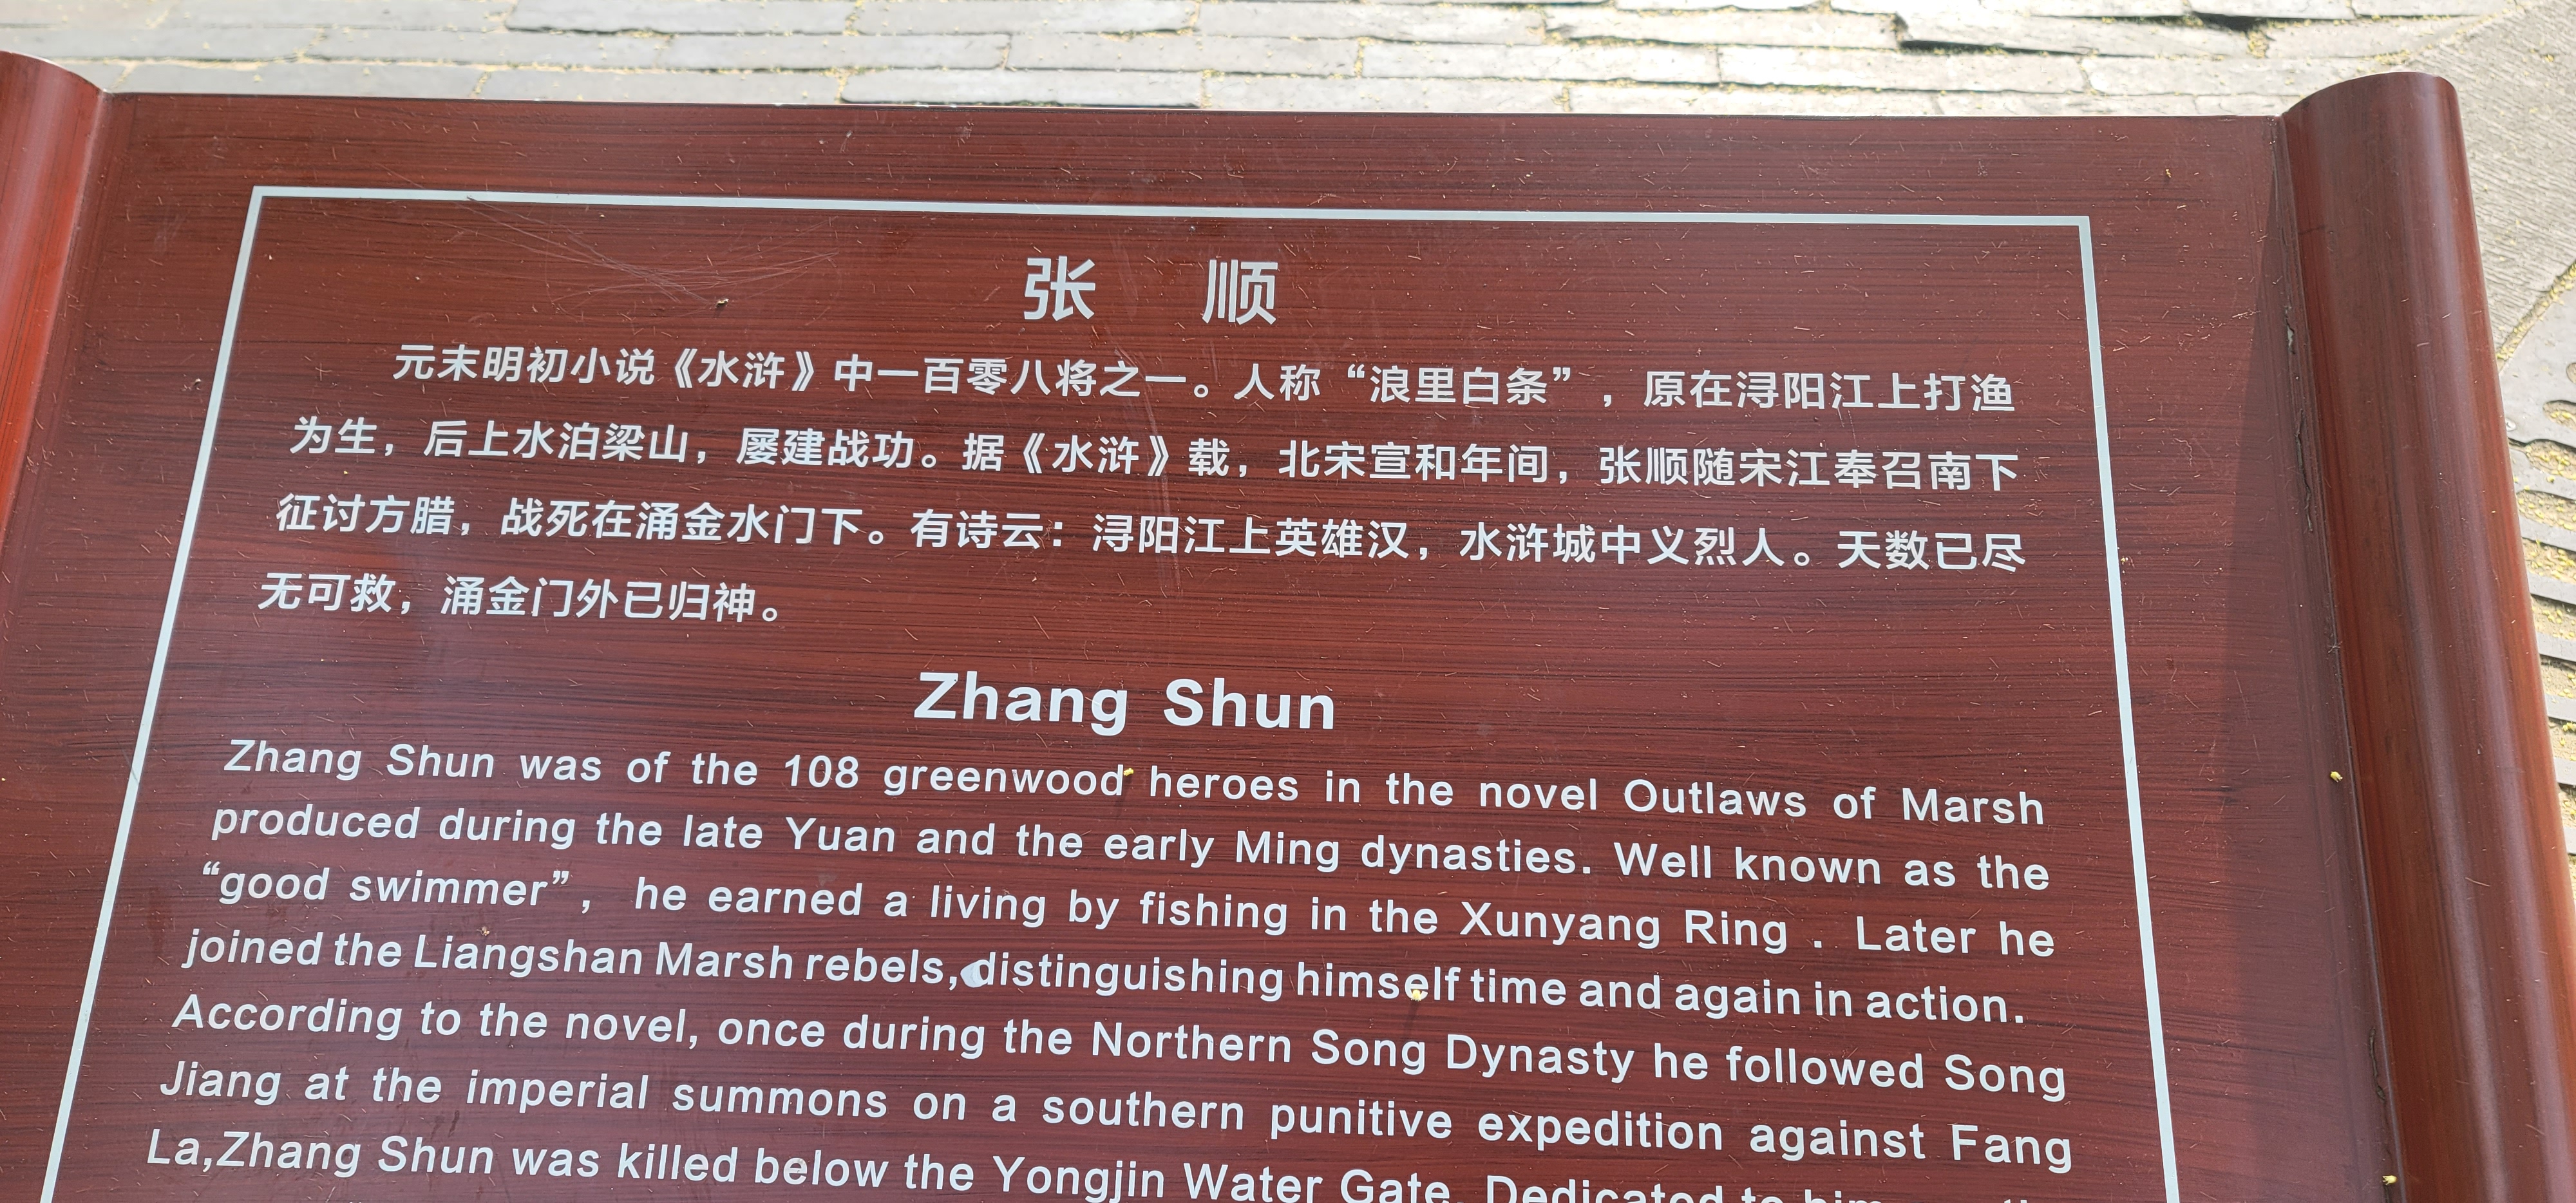 张 顺
元末明初小说《水浒》中一百零八将之一。人称“浪里白条”，原在浔阳江上打渔
为生，后上水泊梁山，屡建战功。据《水浒》载，北宋宣和年间，张顺随宋江奉召南下
征讨方腊，战死在涌金水门下。有诗云：浔阳江上英雄汉，水浒城中义烈人。天数已尽
无可救，涌金门外已归神。
Zhang Shun
Zhang Shun was of the 108 greenwood heroes in the novel Outlaws of Marsh
produced during the late Yuan and the early Ming dynasties. Well known as the
“good swimmer”, he earned a living by fishing in the Xunyang Ring . Later he
joined the Liangshan Marsh rebels,distinguishing himself time and again in action.
According to the novel, once during the Northern Song Dynasty he followed Song
Jiang at the imperial summons on a southern punitive expedition against Fang
La,Zhang Shun was killed below the Yongjin Water Gate. Dedicated to him